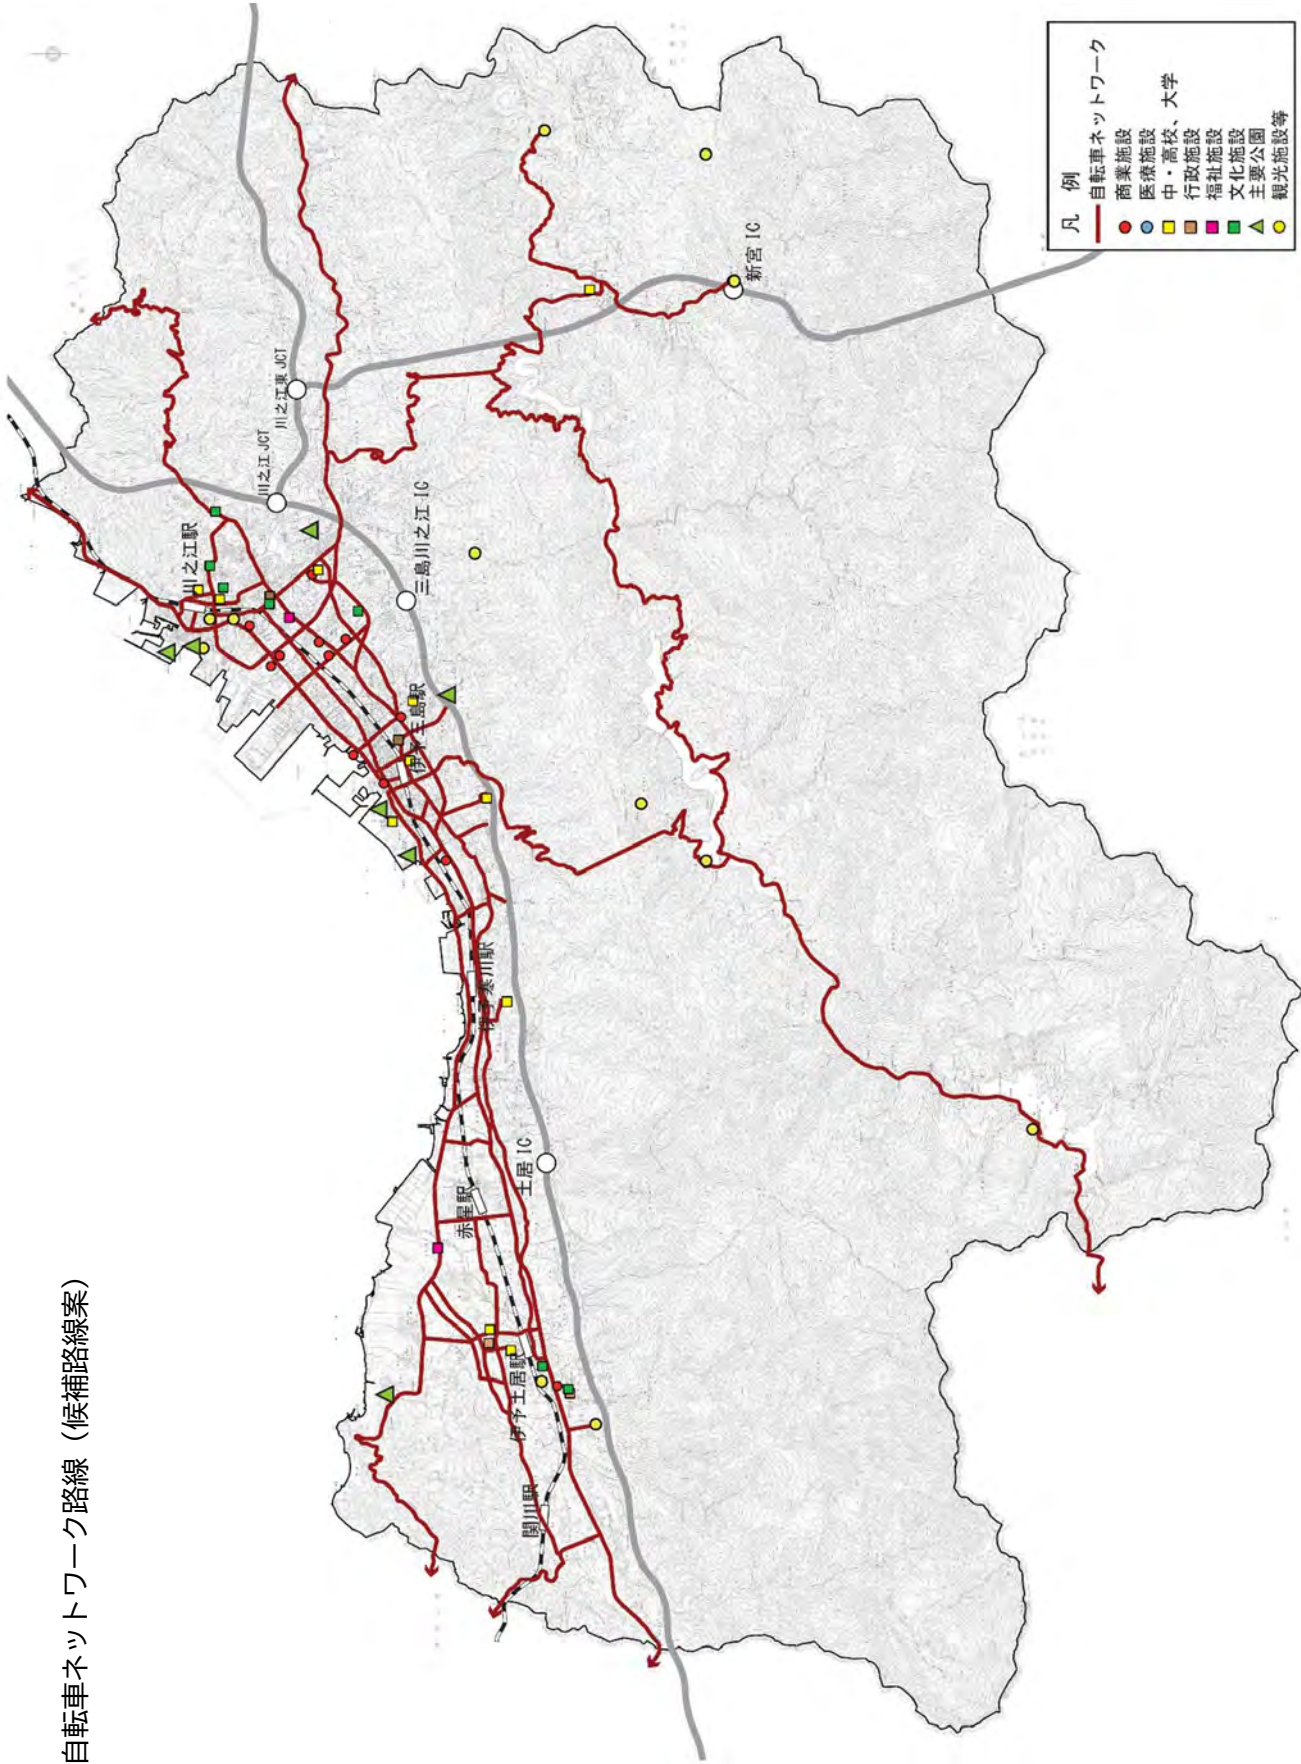 自転車ネットワーク路線（候補路線案）
川之江駅
川之江JCT
川之江東JCT
三島川之江IC
伊予三島駅
新宮IC
伊予寒川駅
赤星駅
土居IC
伊予土居駅
関川駅
凡 例
自転車ネットワーク
商業施設
医療施設
中・高校、大学
行政施設
福祉施設
文化施設
主要公園
観光施設等